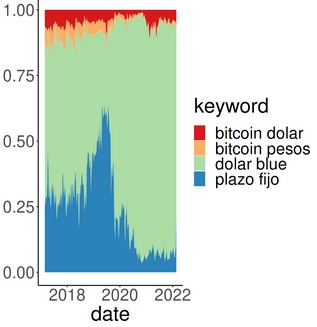 1.00
0.75
0.50
0.25
0.00
2018 2020 2022
date
keyword
bitcoin dolar
bitcoin pesos
dolar blue
plazo fijo